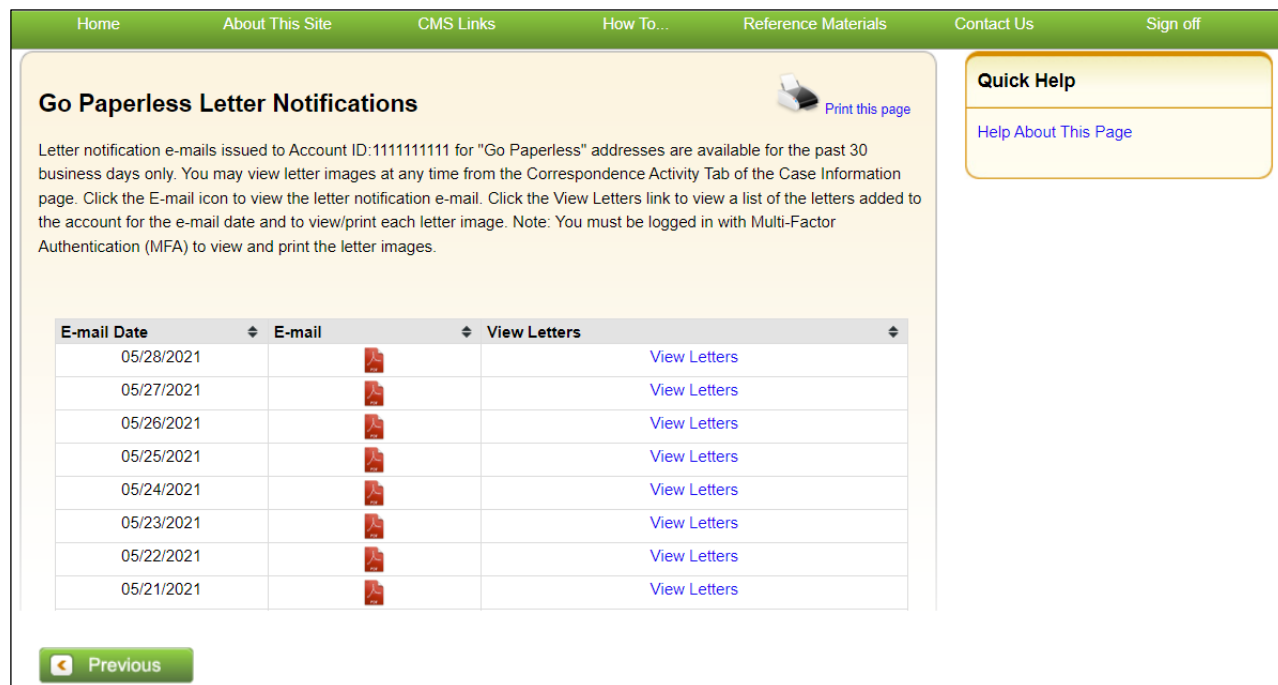 Home About This Site CMS Links How To... Reference Materials Contact Us Sign off
Go Paperless Letter Notifications
Print this page
Letter notification e-mails issued to Account ID:1111111111 for "Go Paperless" addresses are available for the past 30
business days only. You may view letter images at any time from the Correspondence Activity Tab of the Case Information
page. Click the E-mail icon to view the letter notification e-mail. Click the View Letters link to view a list of the letters added to
the account for the e-mail date and to view/print each letter image. Note: You must be logged in with Multi-Factor
Authentication (MFA) to view and print the letter images.
E-mail Date E-mail View Letters
05/28/2021 View Letters
05/27/2021 View Letters
05/26/2021 View Letters
05/25/2021 View Letters
05/24/2021 View Letters
05/23/2021 View Letters
05/22/2021 View Letters
05/21/2021 View Letters
Previous
Quick Help
Help About This Page